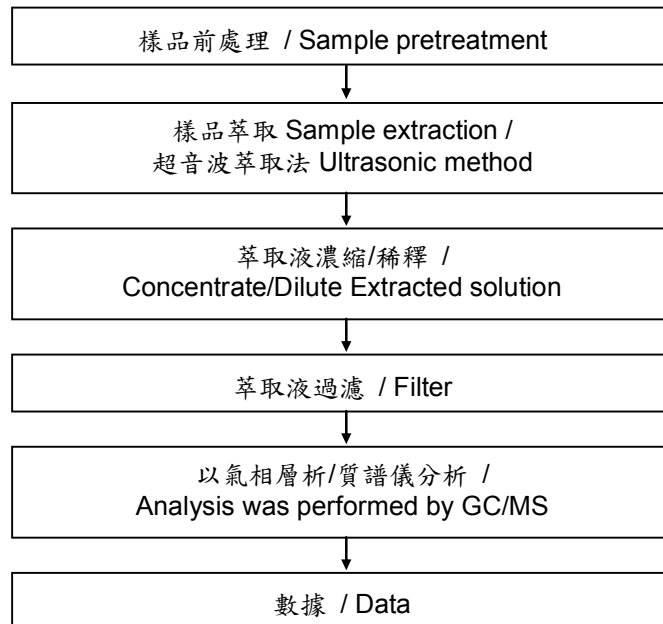 樣品前處理 / Sample pretreatment
樣品萃取 Sample extraction /
超音波萃取法 Ultrasonic method
萃取液濃縮/稀釋 /
Concentrate/Dilute Extracted solution
萃取液過濾 / Filter
以氣相層析/質譜儀分析 /
Analysis was performed by GC/MS
數據 / Data